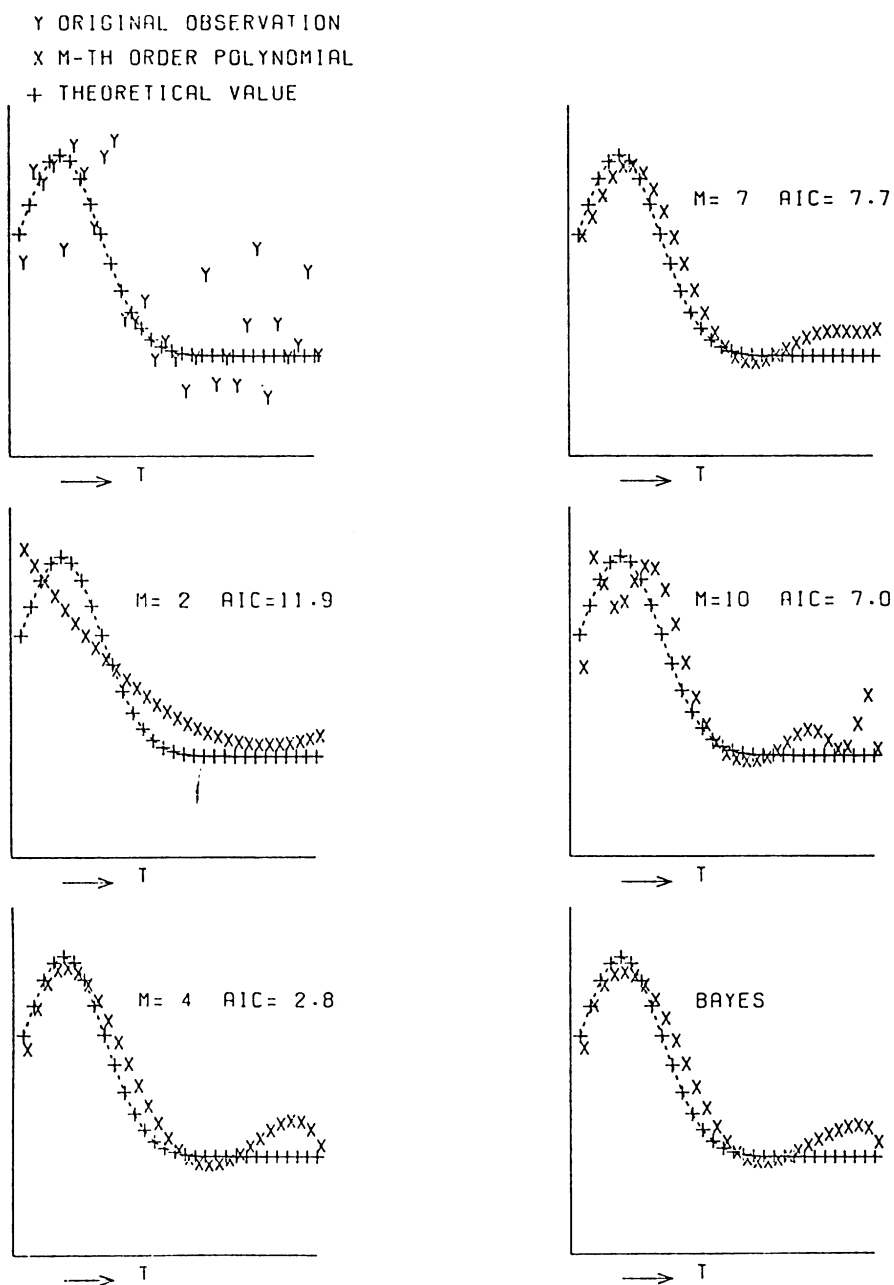 Y ORIGINAL OBSERVATION
X M-TH ORDER POLYNOMIAL
+ THEORETICAL VALUE
T
M= 7 AIC= 7.7
T
M= 2 AIC=11.9
T
M=10 AIC= 7.0
T
M= 4 AIC= 2.8
T
BAYES
T